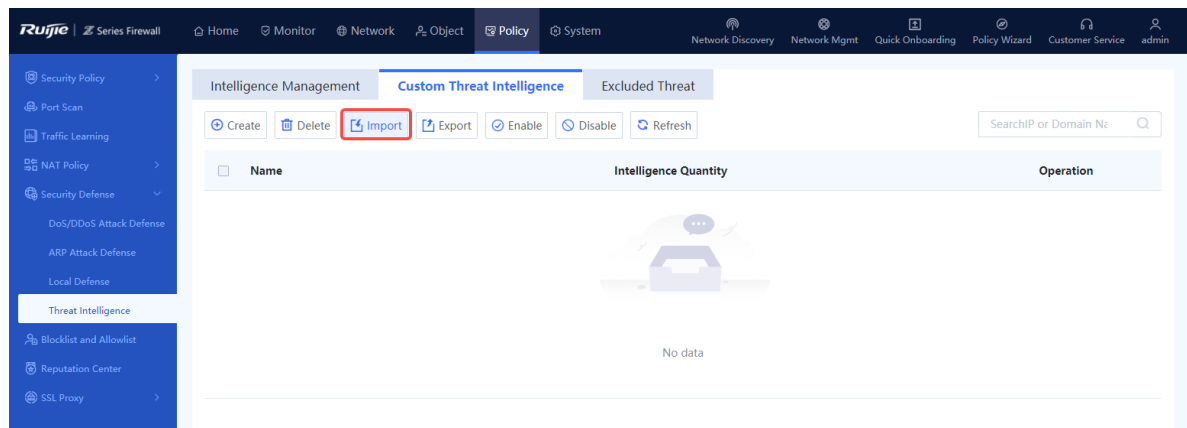 Ruijie | Z Series Firewall
Home Monitor Network Object Policy System
Network Discovery Network Mgmt Quick Onboarding Policy Wizard Customer Service admin
Security Policy
Port Scan
Traffic Learning
NAT Policy
Security Defense
DoS/DDoS Attack Defense
ARP Attack Defense
Local Defense
Threat Intelligence
Blocklist and Allowlist
Reputation Center
SSL Proxy
Intelligence Management Custom Threat Intelligence Excluded Threat
Create Delete Import Export Enable Disable Refresh
SearchIP or Domain Na
Name Intelligence Quantity Operation
No data